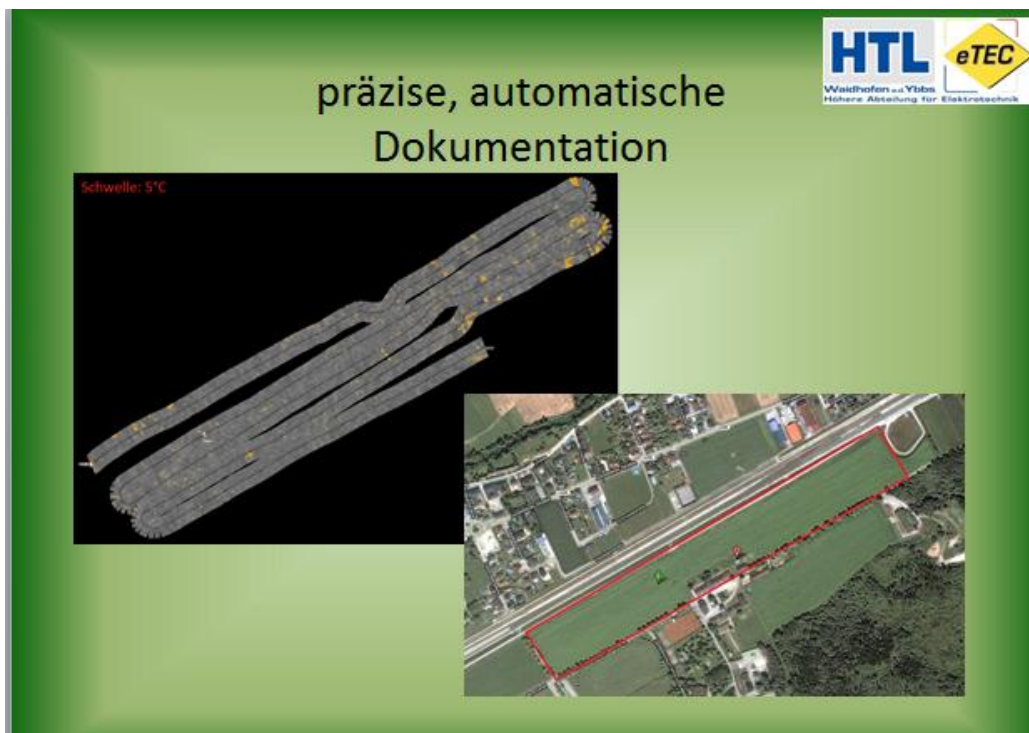 HTL
eTEC
Waidhofen a.d. Ybbs
Höhere Abteilung für Elektrotechnik
präzise, automatische
Dokumentation
Schwelle: 5°C